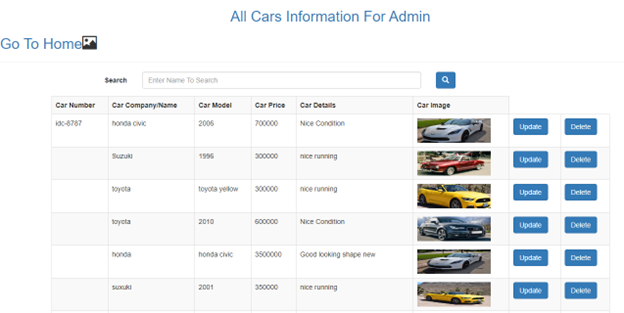 All Cars Information For Admin
Go To Home
Search Enter Name To Search
Car Number Car Company/Name Car Model Car Price Car Details Car Image
idc-8787 honda civic 2006 700000 Nice Condition Update Delete
Suzuki 1996 300000 nice running Update Delete
toyota toyota yellow 300000 nice running Update Delete
toyota 2010 600000 Nice Condition Update Delete
honda honda civic 3500000 Good looking shape new Update Delete
suxuki 2001 350000 nice running Update Delete